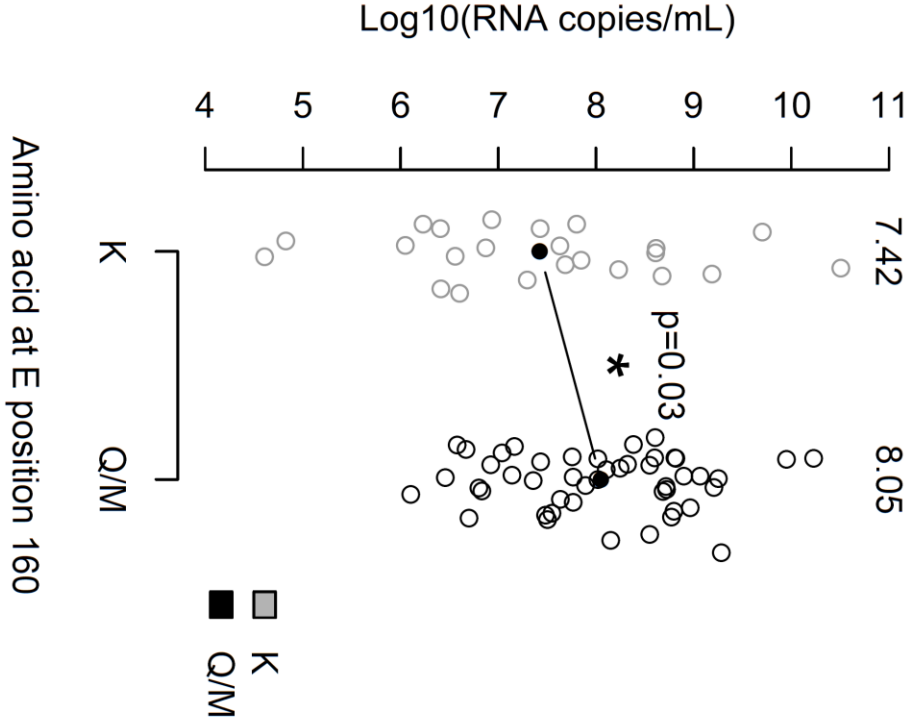 Log10(RNA copies/mL)
4 5 6 7 8 9 10 11
7.42 8.05
p=0.03
*
K Q/M
Amino acid at E position 160
K
Q/M